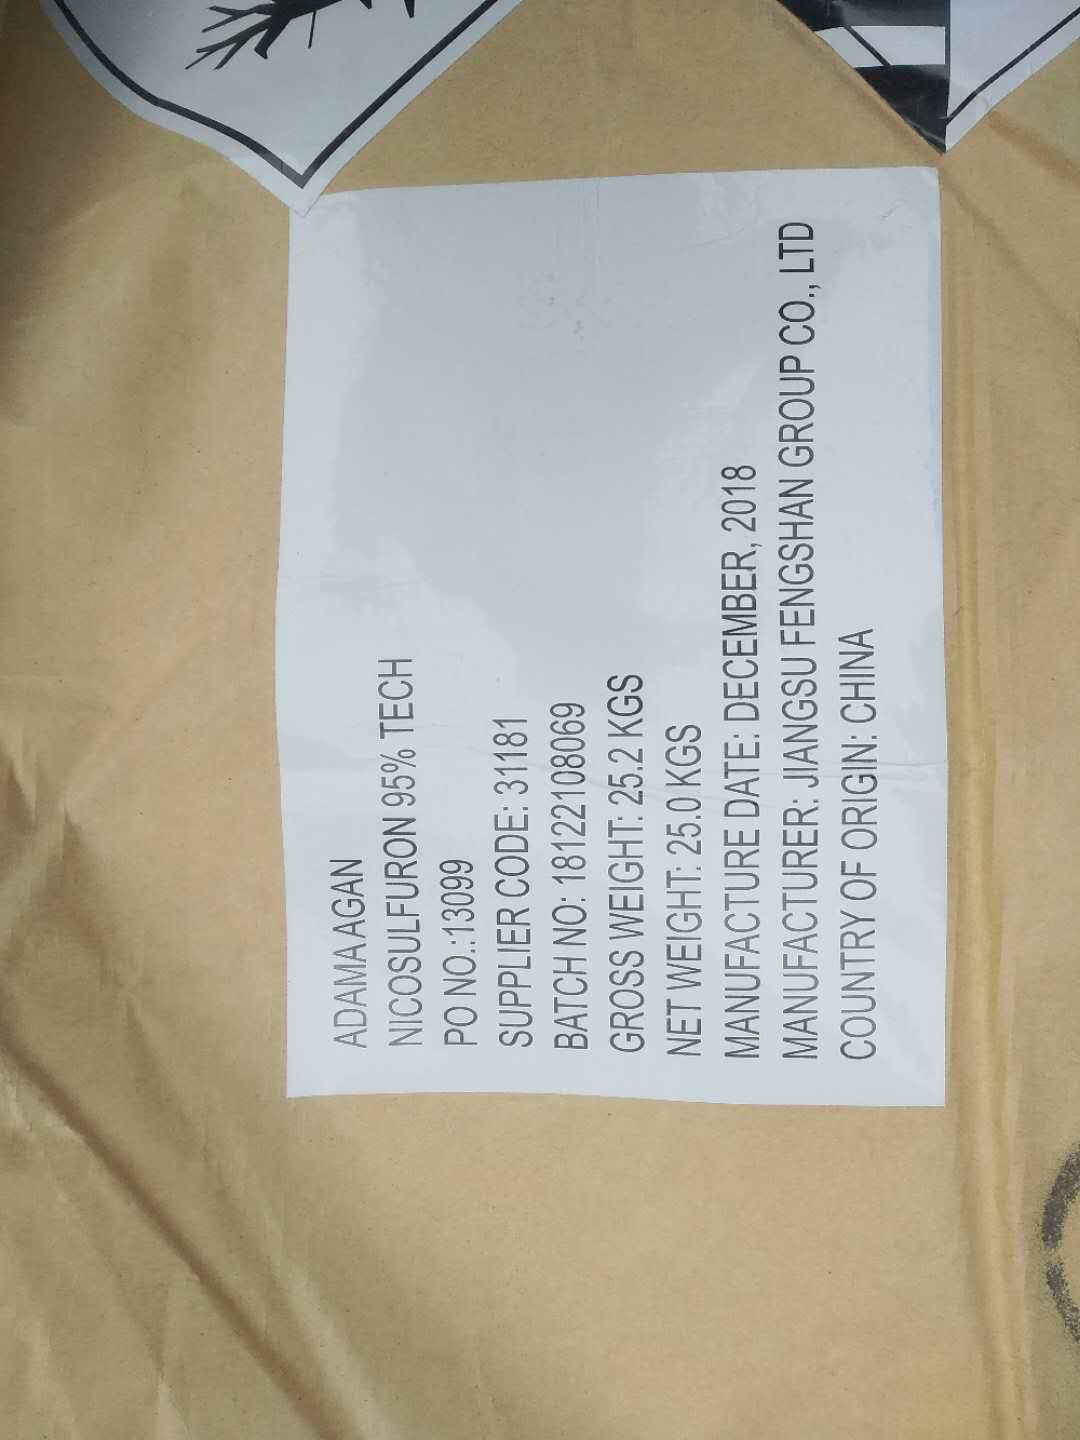 ADAMA AGAN
NICOSULFURON 95% TECH
PO NO.:13099
SUPPLIER CODE: 31181
BATCH NO: 18122108069
GROSS WEIGHT: 25.2 KGS
NET WEIGHT: 25.0 KGS
MANUFACTURE DATE: DECEMBER, 2018
MANUFACTURER: JIANGSU FENGSHAN GROUP CO., LTD
COUNTRY OF ORIGIN: CHINA